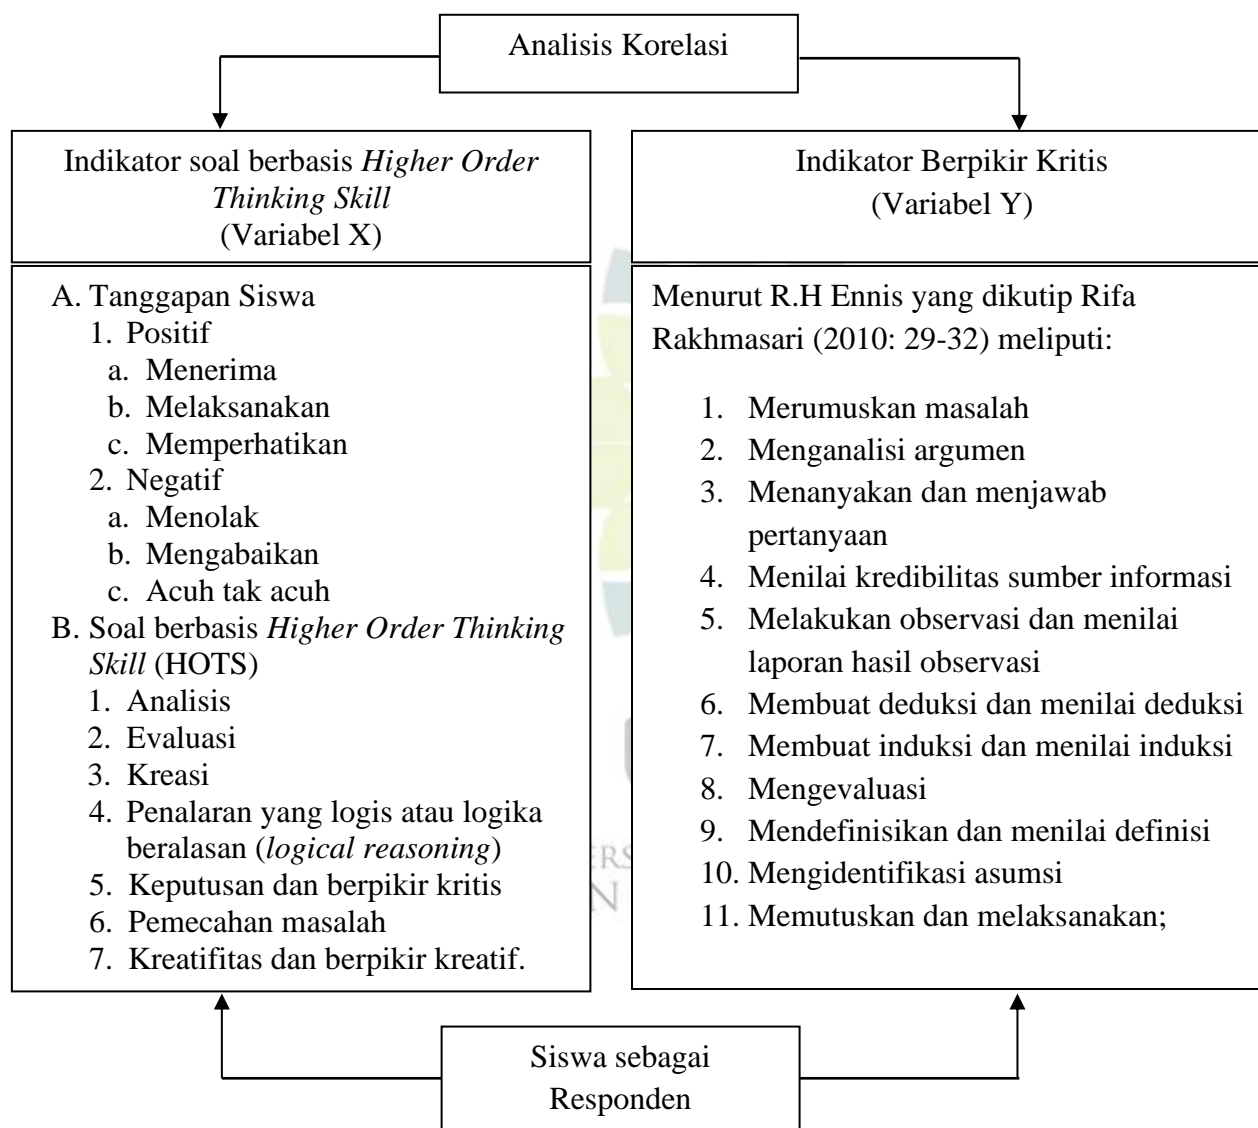 Analisis Korelasi
Indikator soal berbasis Higher Order
Thinking Skill
(Variabel X)
Indikator Berpikir Kritis
(Variabel Y)
A. Tanggapan Siswa
1. Positif
a. Menerima
b. Melaksanakan
c. Memperhatikan
2. Negatif
a. Menolak
b. Mengabaikan
c. Acuh tak acuh
B. Soal berbasis Higher Order Thinking
Skill (HOTS)
1. Analisis
2. Evaluasi
3. Kreasi
4. Penalaran yang logis atau logika
beralasan (logical reasoning)
5. Keputusan dan berpikir kritis
6. Pemecahan masalah
7. Kreatifitas dan berpikir kreatif.
Menurut R.H Ennis yang dikutip Rifa
Rakhmasari (2010: 29-32) meliputi:
1. Merumuskan masalah
2. Menganalisi argumen
3. Menanyakan dan menjawab
pertanyaan
4. Menilai kredibilitas sumber informasi
5. Melakukan observasi dan menilai
laporan hasil observasi
6. Membuat deduksi dan menilai deduksi
7. Membuat induksi dan menilai induksi
8. Mengevaluasi
9. Mendefinisikan dan menilai definisi
10. Mengidentifikasi asumsi
11. Memutuskan dan melaksanakan;
Siswa sebagai
Responden